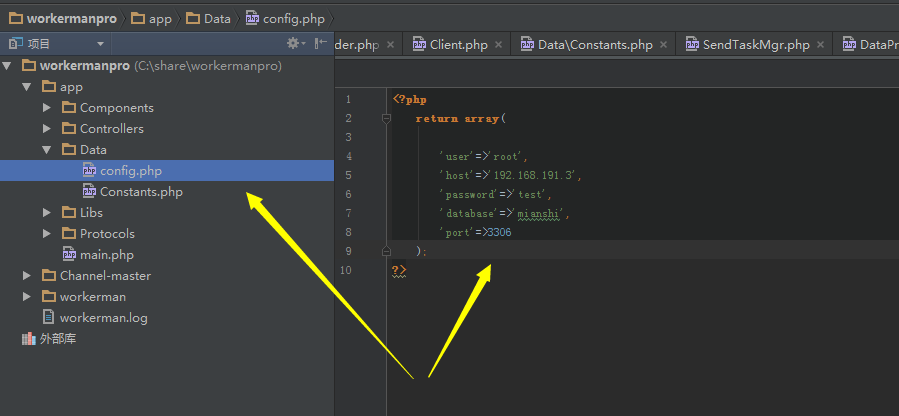 workermanpro app Data config.php
项目
der.php Client.php Data\Constants.php SendTaskMgr.php DataPr
workermanpro (C:\share\workermanpro)
app
Components
Controllers
Data
config.php
Constants.php
Libs
Protocols
main.php
Channel-master
workerman
workerman.log
外部库
1 <?php
2 return array(
3
4 'user'=>'root',
5 'host'=>'192.168.191.3',
6 'password'=>'test',
7 'database'=>'mianshi',
8 'port'=>3306
9 );
10 ?>